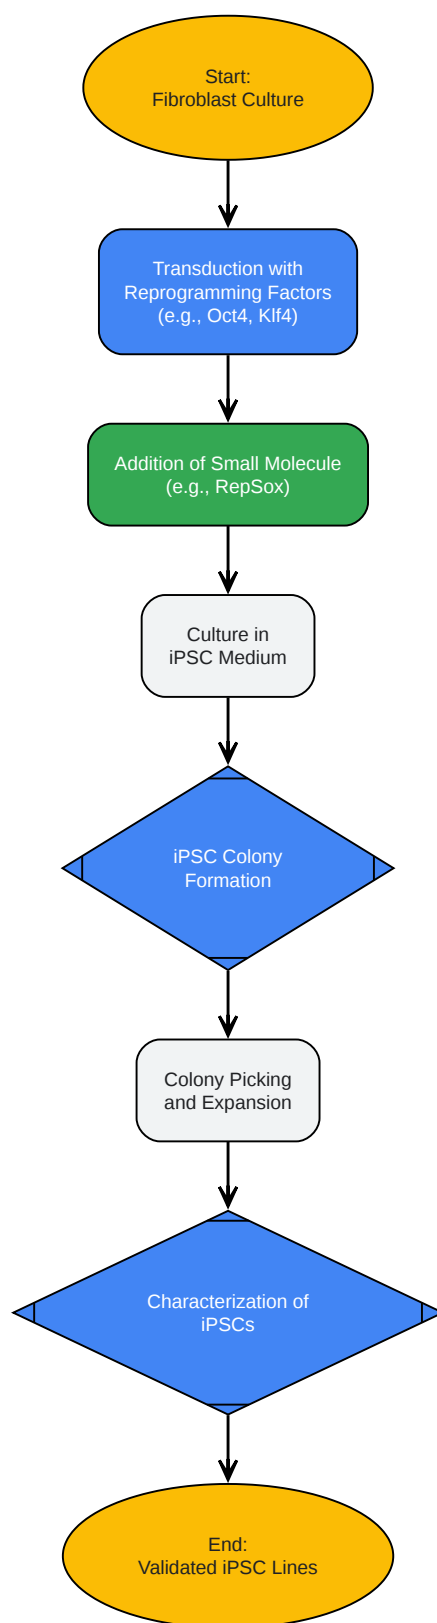 Start:
Fibroblast Culture
Transduction with
Reprogramming Factors
(e.g., Oct4, Klf4)
Addition of Small Molecule
(e.g., RepSox)
Culture in
iPSC Medium
iPSC Colony
Formation
Colony Picking
and Expansion
Characterization of
iPSCs
End:
Validated iPSC Lines